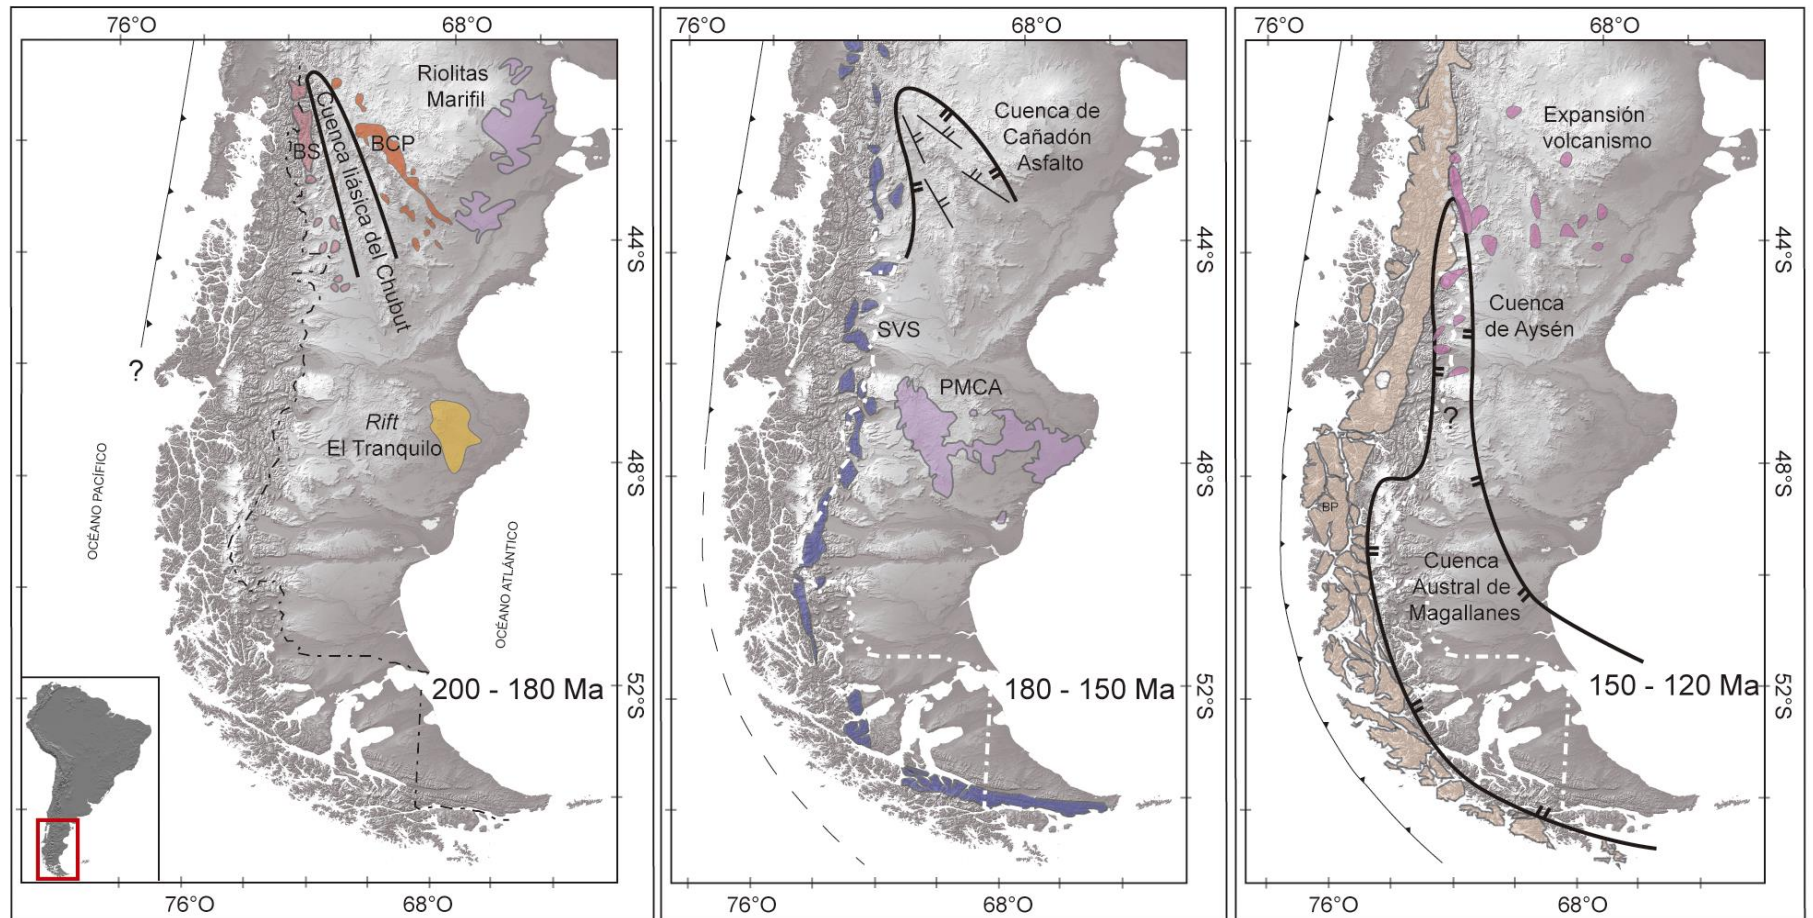 76°O
68°O
Riolitas
Marifil
BS
BCP
Cuenca liásica del Chubut
44°S
?
Rift
El Tranquilo
48°S
OCÉANO PACÍFICO
OCÉANO ATLÁNTICO
200 - 180 Ma
52°S
76°O
68°O
76°O
68°O
Cuenca de
Cañadón
Asfalto
44°S
SVS
PMCA
48°S
180 - 150 Ma
52°S
76°O
68°O
76°O
68°O
Expansión
volcanismo
44°S
Cuenca
de Aysén
?
48°S
BP
Cuenca
Austral de
Magallanes
150 - 120 Ma
52°S
76°O
68°O